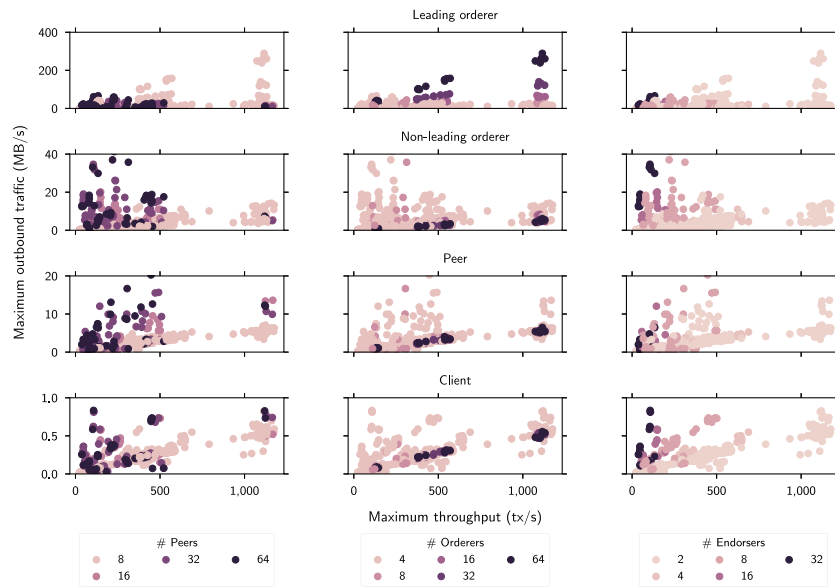 Leading orderer
400
200
0
Non-leading orderer
40
20
0
Peer
20
10
0
Client
1.0
0.5
0.0
0 500 1,000 0 500 1,000 0 500 1,000
Maximum outbound traffic (MB/s)
Maximum throughput (tx/s)
# Peers
8 32 64
16
# Orderers
4 16 64
8 32
# Endorsers
2 8 32
4 16